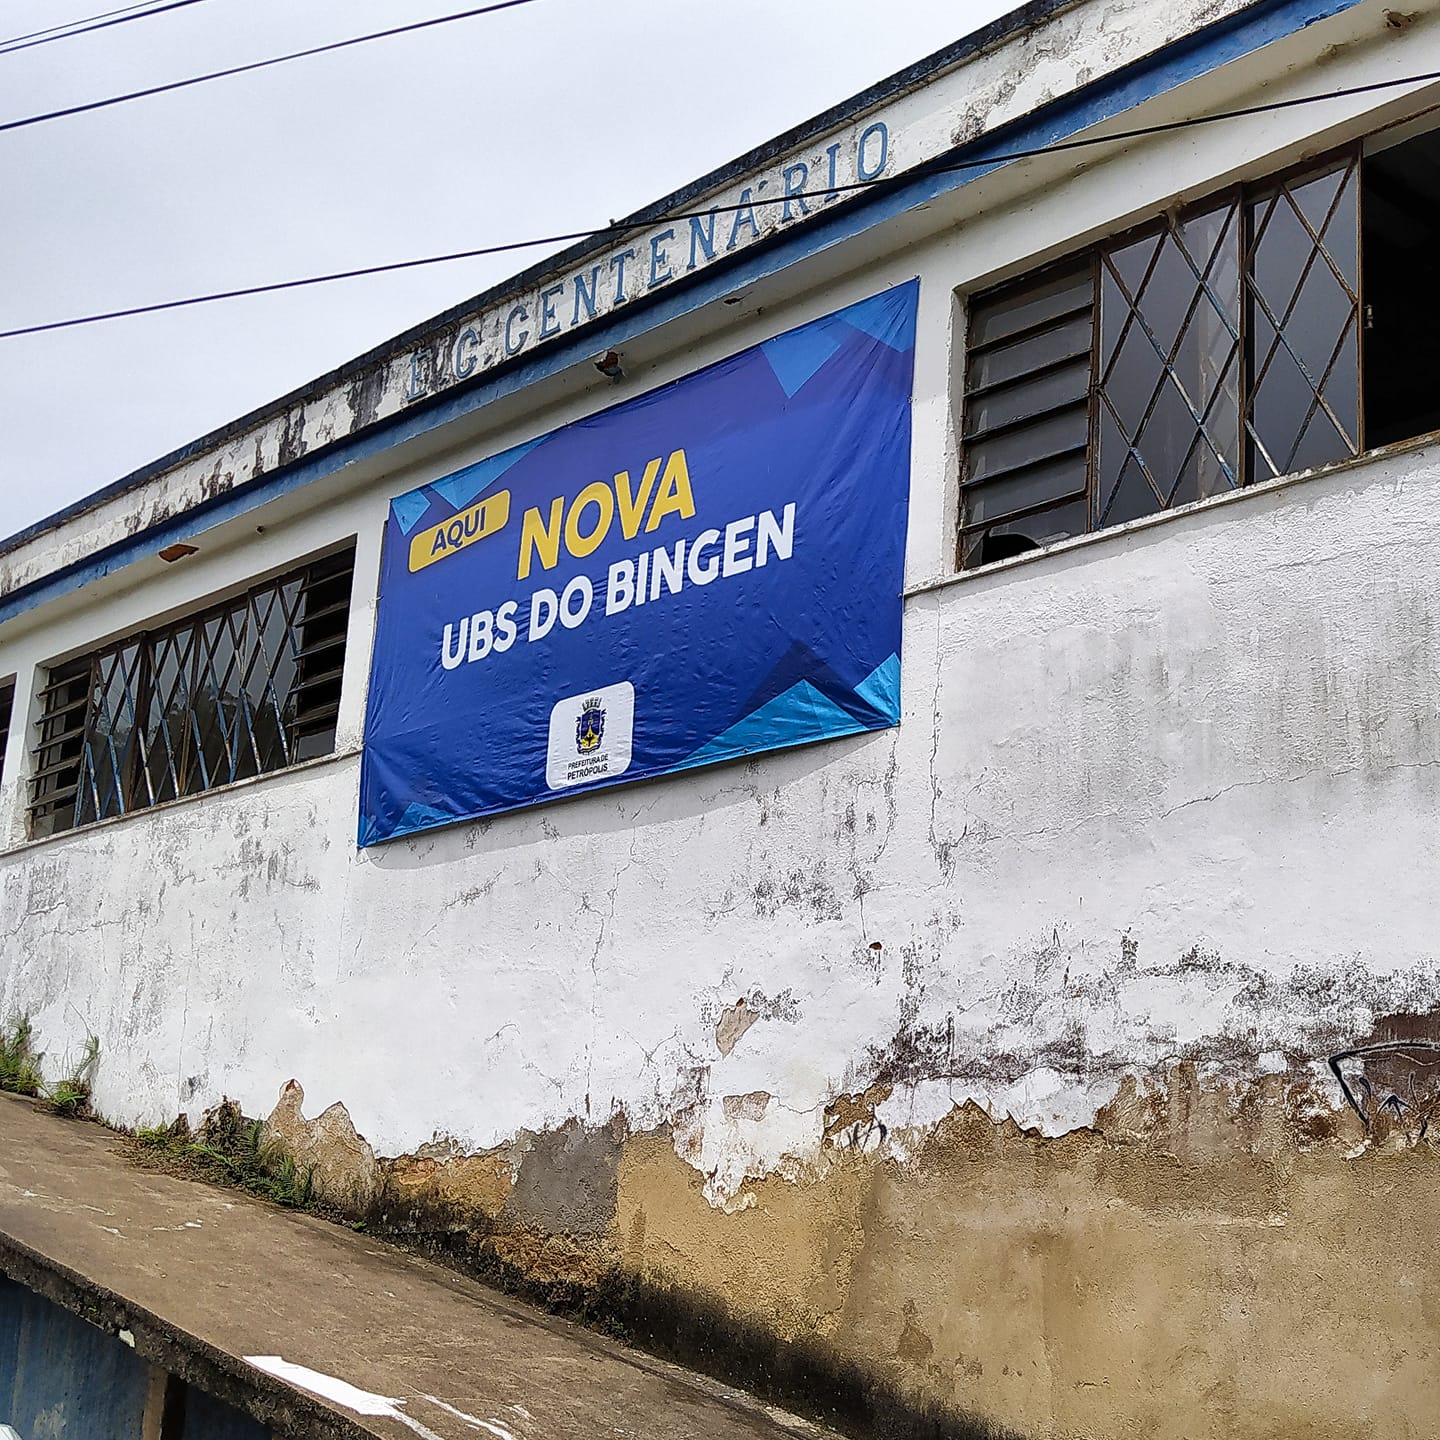 E.C. CENTENÁRIO
AQUI
NOVA
UBS DO BINGEN
PREFEITURA DE
PETRÓPOLIS